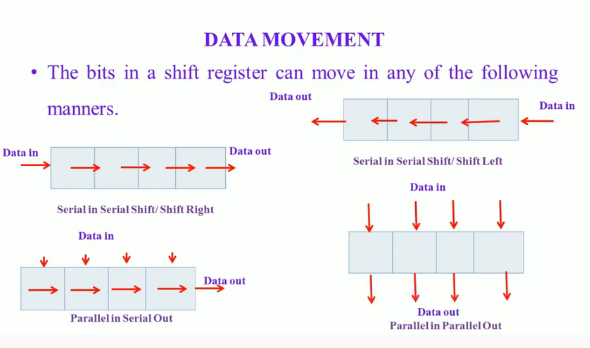 DATA MOVEMENT
• The bits in a shift register can move in any of the following
manners.
Data out
Data in
Serial in Serial Shift/ Shift Left
Data in
Data out
Serial in Serial Shift/ Shift Right
Data in
Data out
Parallel in Serial Out
Data in
Data out
Parallel in Parallel Out